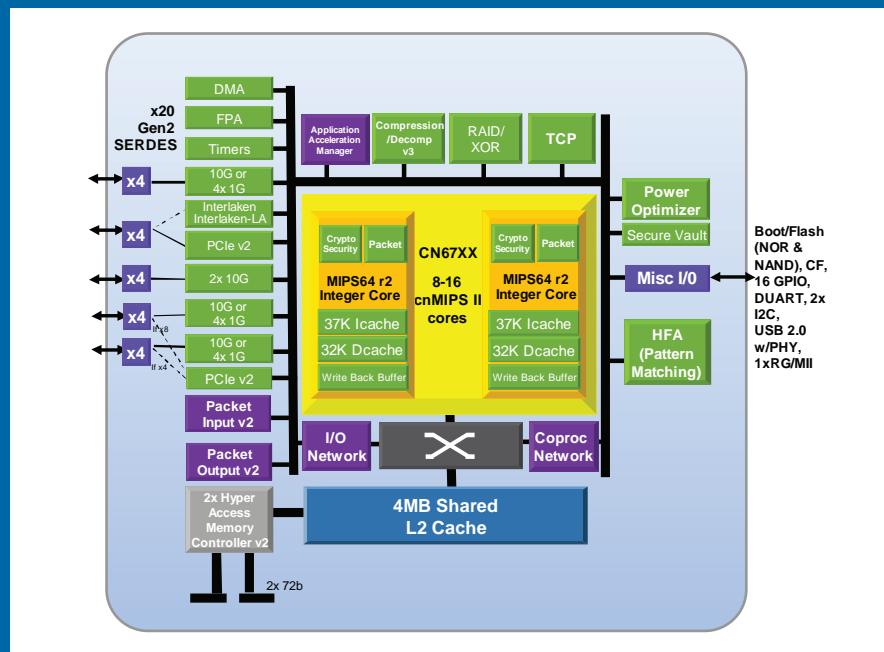 x20
Gen2
SERDES
DMA
FPA
Timers
10G or
4x 1G
Interlaken
Interlaken-LA
PCIe v2
2x 10G
10G or
4x 1G
10G or
4x 1G
PCIe v2
x4
x4
x4
x4
If x8
x4
If x4
Packet
Input v2
Packet
Output v2
2x Hyper
Access
Memory
Controller v2
2x 72b
Application
Acceleration
Manager
Compression
/Decomp
v3
RAID/
XOR
TCP
CN67XX
8-16
cnMIPS II
cores
Crypto
Security
Packet
MIPS64 r2
Integer Core
37K Icache
32K Dcache
Write Back Buffer
Crypto
Security
Packet
MIPS64 r2
Integer Core
37K Icache
32K Dcache
Write Back Buffer
I/O
Network
Coproc
Network
4MB Shared
L2 Cache
Power
Optimizer
Secure Vault
Misc I/0
HFA
(Pattern
Matching)
Boot/Flash
(NOR &
NAND), CF,
16 GPIO,
DUART, 2x
I2C,
USB 2.0
w/PHY,
1xRG/MII